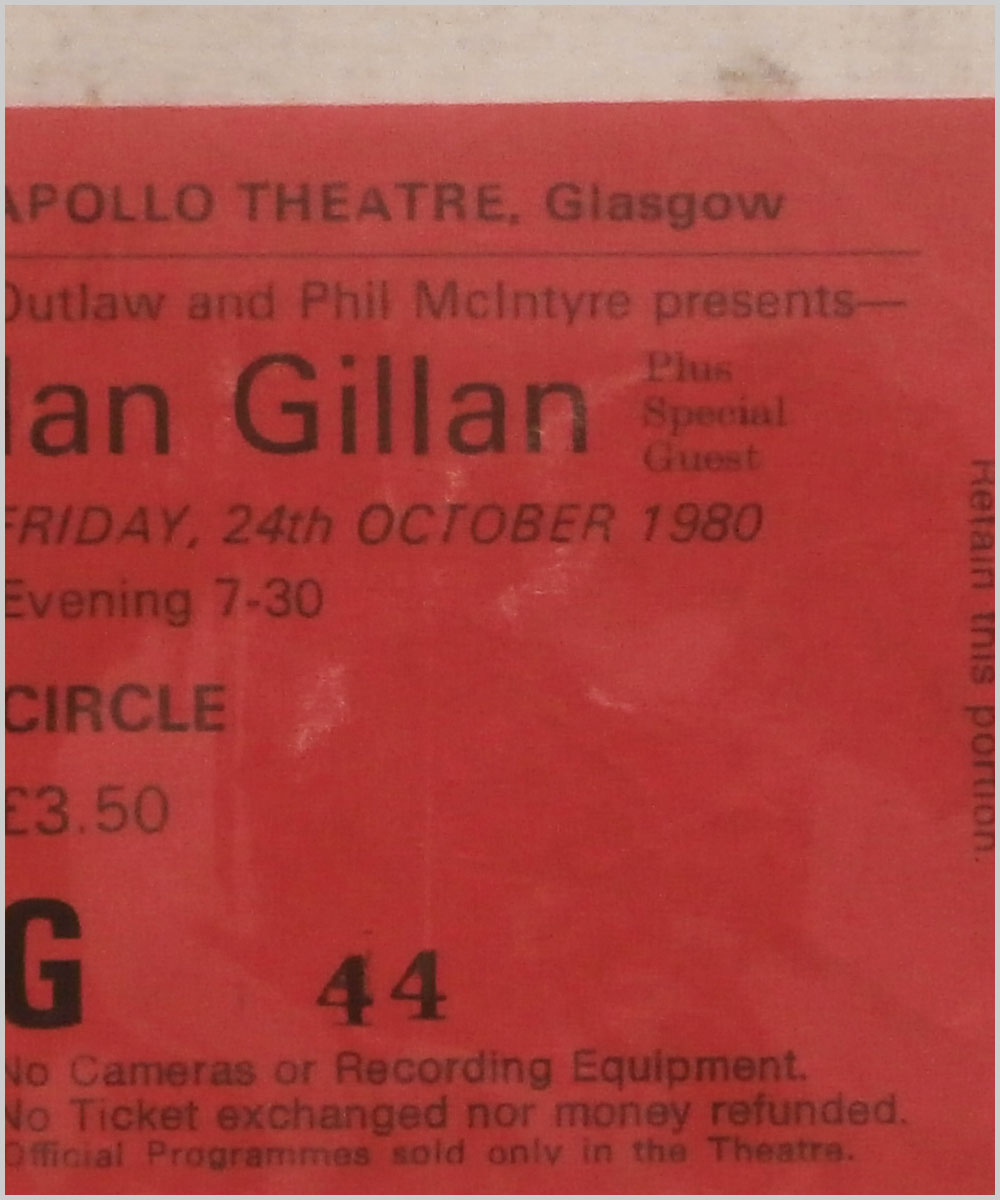 APOLLO THEATRE, Glasgow
Outlaw and Phil McIntyre presents—
Ian Gillan
Plus
Special
Guest
FRIDAY, 24th OCTOBER 1980
Evening 7-30
CIRCLE
£3.50
G 44
No Cameras or Recording Equipment.
No Ticket exchanged nor money refunded.
Official Programmes sold only in the Theatre.
Retain this portion.